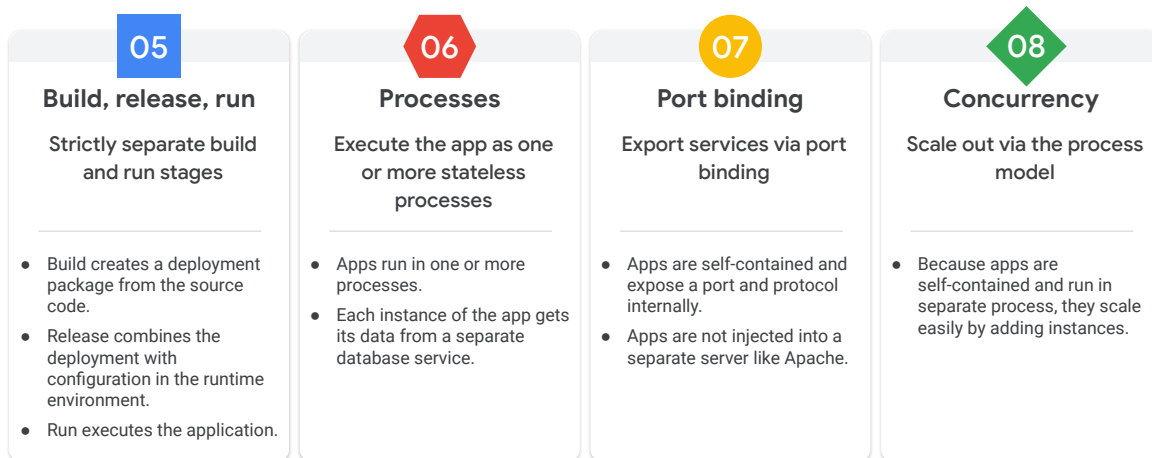 05
Build, release, run
Strictly separate build
and run stages
● Build creates a deployment
package from the source
code.
● Release combines the
deployment with
configuration in the runtime
environment.
● Run executes the application.
06
Processes
Execute the app as one
or more stateless
processes
● Apps run in one or more
processes.
● Each instance of the app gets
its data from a separate
database service.
07
Port binding
Export services via port
binding
● Apps are self-contained and
expose a port and protocol
internally.
● Apps are not injected into a
separate server like Apache.
08
Concurrency
Scale out via the process
model
● Because apps are
self-contained and run in
separate process, they scale
easily by adding instances.